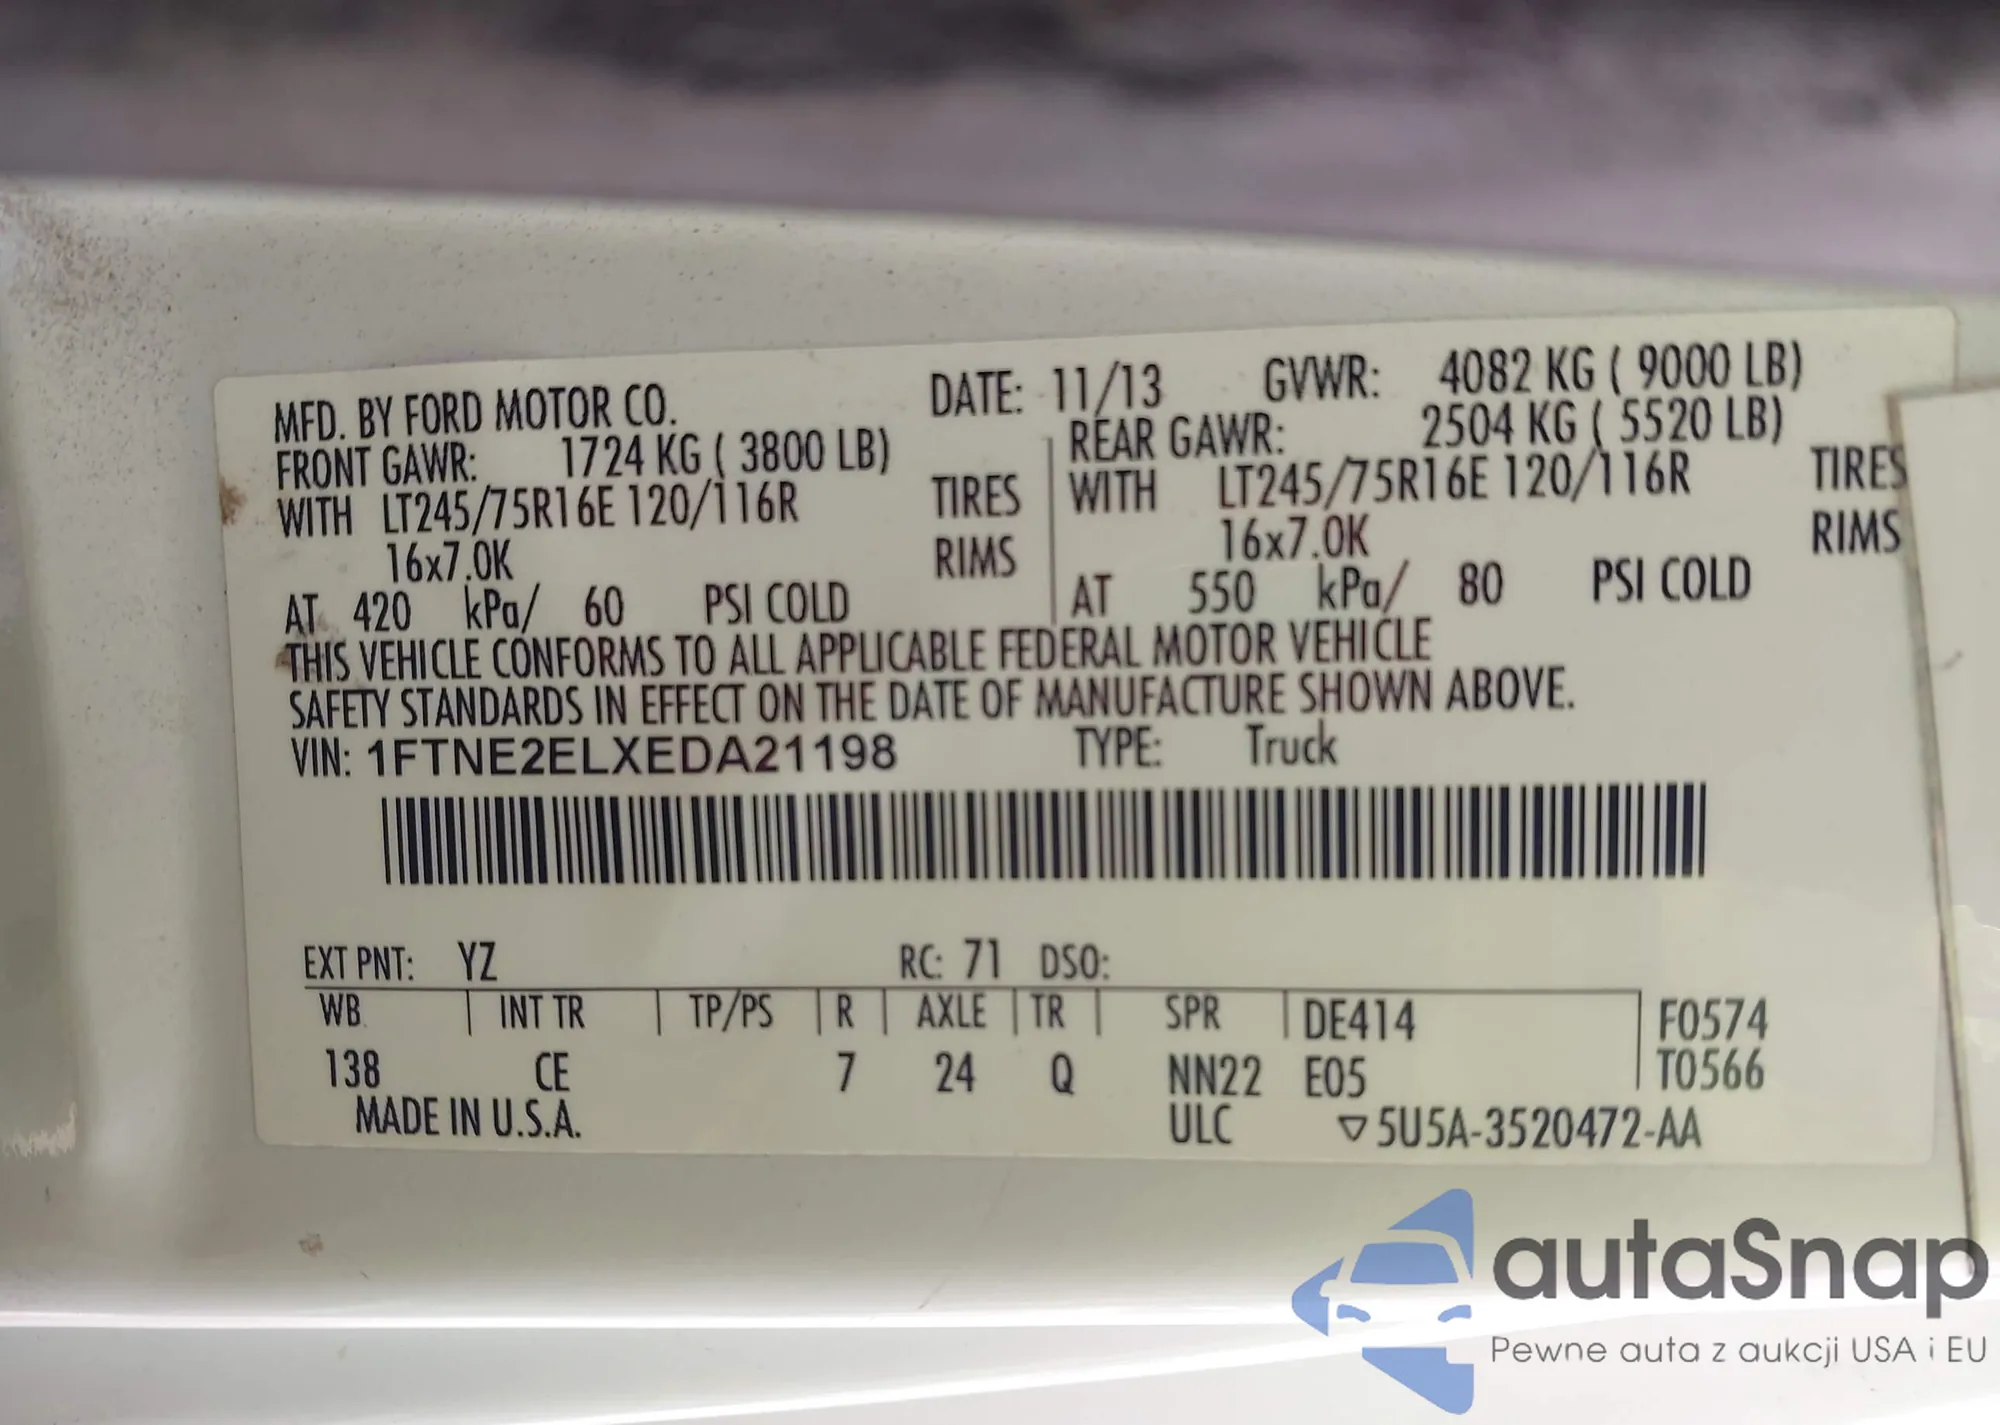 MFD. BY FORD MOTOR CO. DATE: 11/13 GVWR: 4082 KG ( 9000 LB)
FRONT GAWR: 1724 KG ( 3800 LB) REAR GAWR: 2504 KG ( 5520 LB)
WITH LT245/75R16E 120/116R TIRES WITH LT245/75R16E 120/116R TIRES
16x7.0K RIMS 16x7.0K RIMS
AT 420 kPa/ 60 PSI COLD AT 550 kPa/ 80 PSI COLD
THIS VEHICLE CONFORMS TO ALL APPLICABLE FEDERAL MOTOR VEHICLE
SAFETY STANDARDS IN EFFECT ON THE DATE OF MANUFACTURE SHOWN ABOVE.
VIN: 1FTNE2ELXEDA21198 TYPE: Truck
EXT PNT: YZ RC: 71 DSO:
WB INT TR TP/PS R AXLE TR SPR DE414 F0574
138 CE 7 24 Q NN22 E05 T0566
MADE IN U.S.A. ULC ▽5U5A-3520472-AA
autaSnap
Pewne auta z aukcji USA i EU